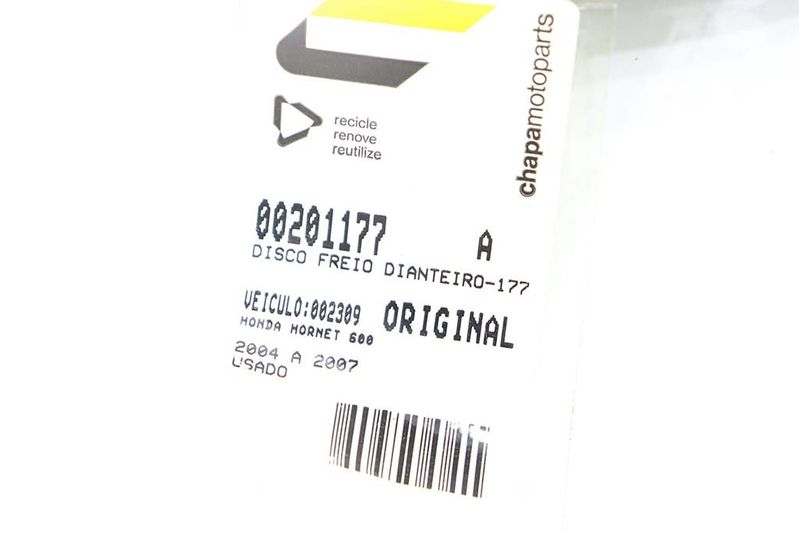 chapamotoparts
recicle
renove
reutilize
00201177 A
DISCO FREIO DIANTEIRO-177
VEICULO:002309 ORIGINAL
HONDA HORNET 600
2004 A 2007
USADO